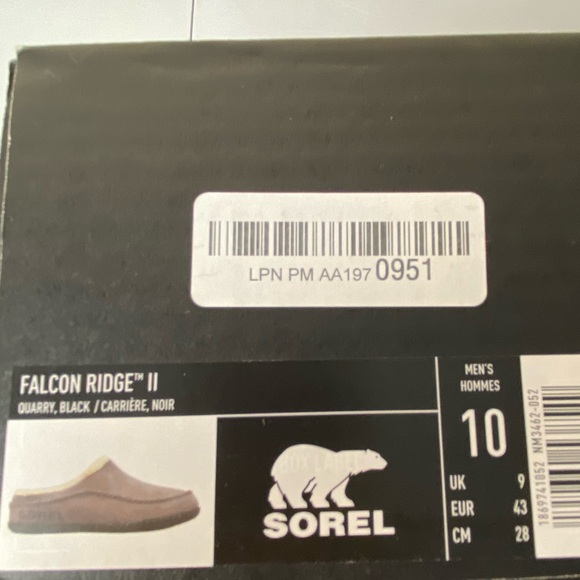 LPN PM AA197 0951
FALCON RIDGE™ II
QUARRY, BLACK / CARRIÈRE, NOIR
MEN'S
HOMMES
10
UK 9
EUR 43
CM 28
SOREL
SOREL
1869741052 NM3462-052